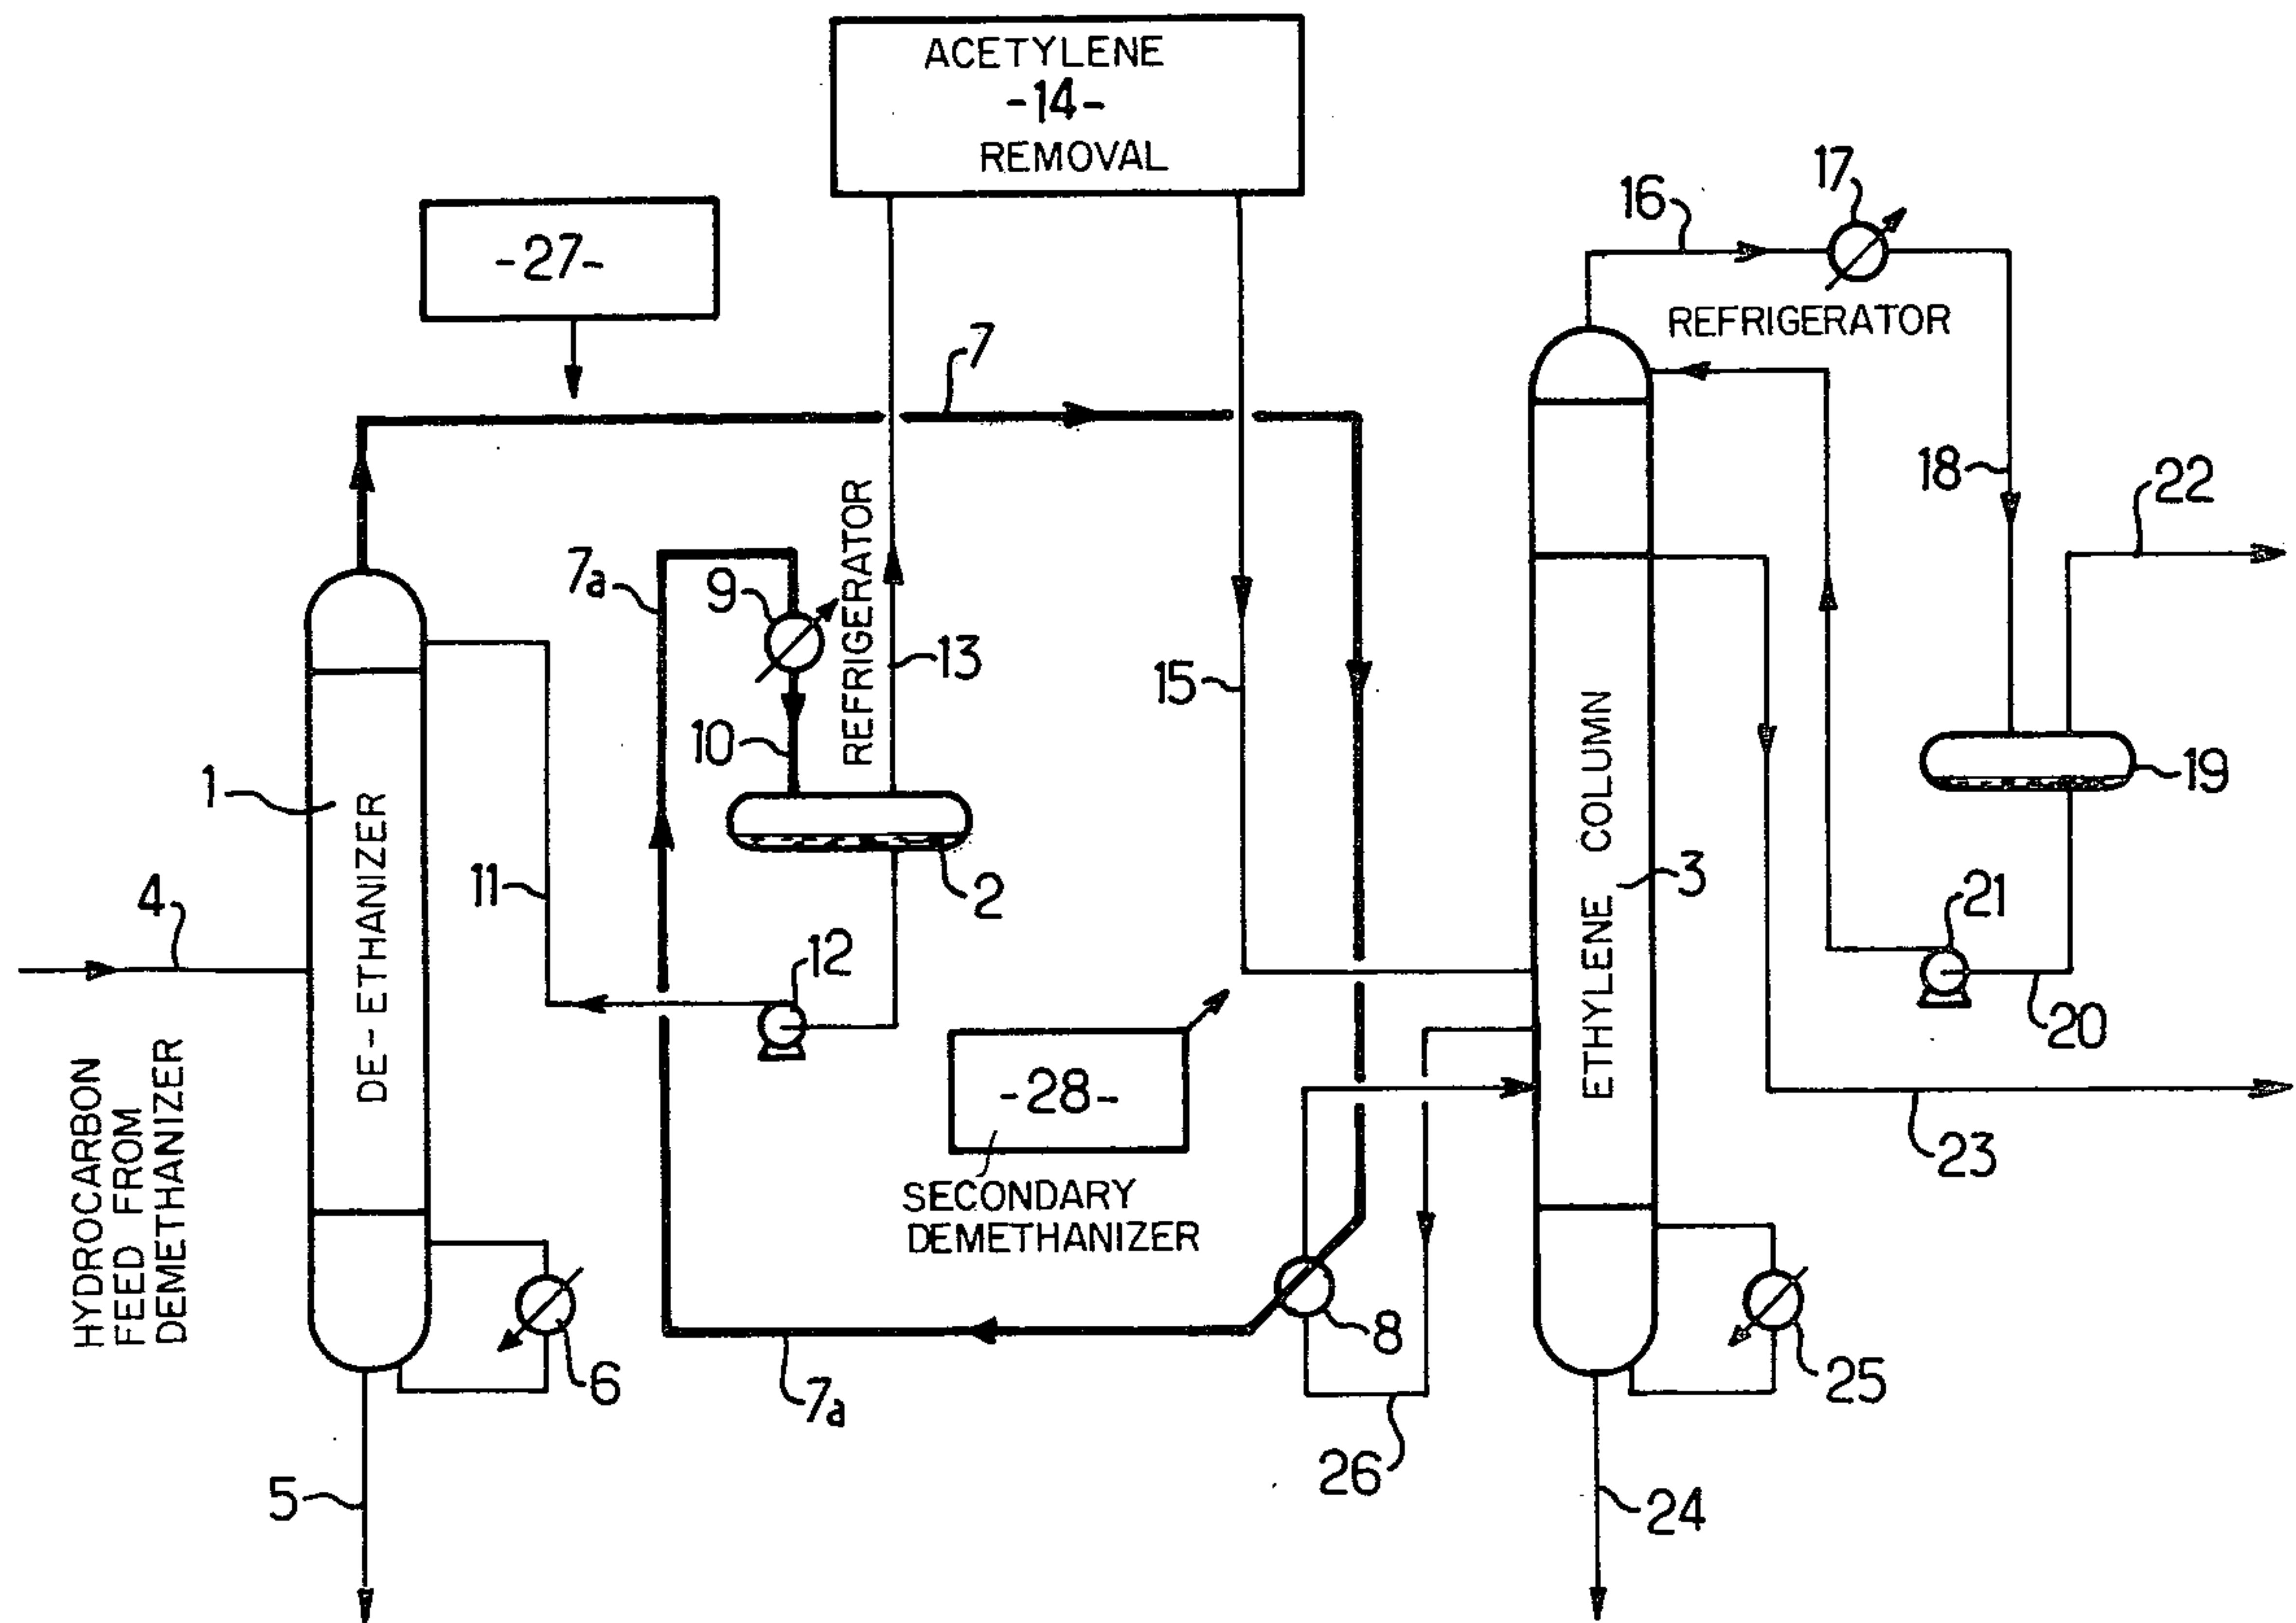 ACETYLENE
-14-
REMOVAL
-27-
16
17
REFRIGERATOR
7
18
22
7a
9
REFRIGERATOR
13
15
10
19
1
DE-ETHANIZER
11
2
ETHYLENE COLUMN
3
4
12
21
20
HYDROCARBON
FEED FROM
DEMETHANIZER
-28-
SECONDARY
DEMETHANIZER
23
8
6
7a
25
26
5
24